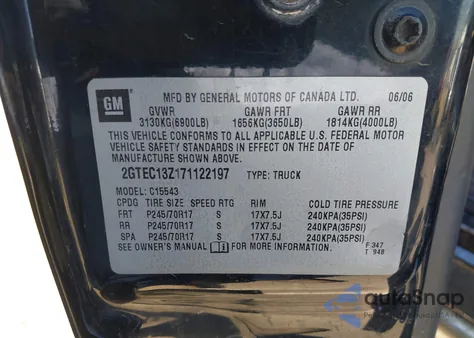 GM
MFD BY GENERAL MOTORS OF CANADA LTD. 06/06
GVWR GAWR FRT GAWR RR
3130KG(6900LB) 1656KG(3650LB) 1814KG(4000LB)
THIS VEHICLE CONFORMS TO ALL APPLICABLE U.S. FEDERAL MOTOR
VEHICLE SAFETY STANDARDS IN EFFECT ON THE DATE OF
MANUFACTURE SHOWN ABOVE.
2GTEC13Z171122197 TYPE: TRUCK
MODEL: C15543
CPDG TIRE SIZE SPEED RTG RIM COLD TIRE PRESSURE
FRT P245/70R17 S 17X7.5J 240KPA(35PSI)
RR P245/70R17 S 17X7.5J 240KPA(35PSI)
SPA P245/70R17 S 17X7.5J 240KPA(35PSI)
SEE OWNER'S MANUAL FOR MORE INFORMATION. F 347
T 948
autoSnap